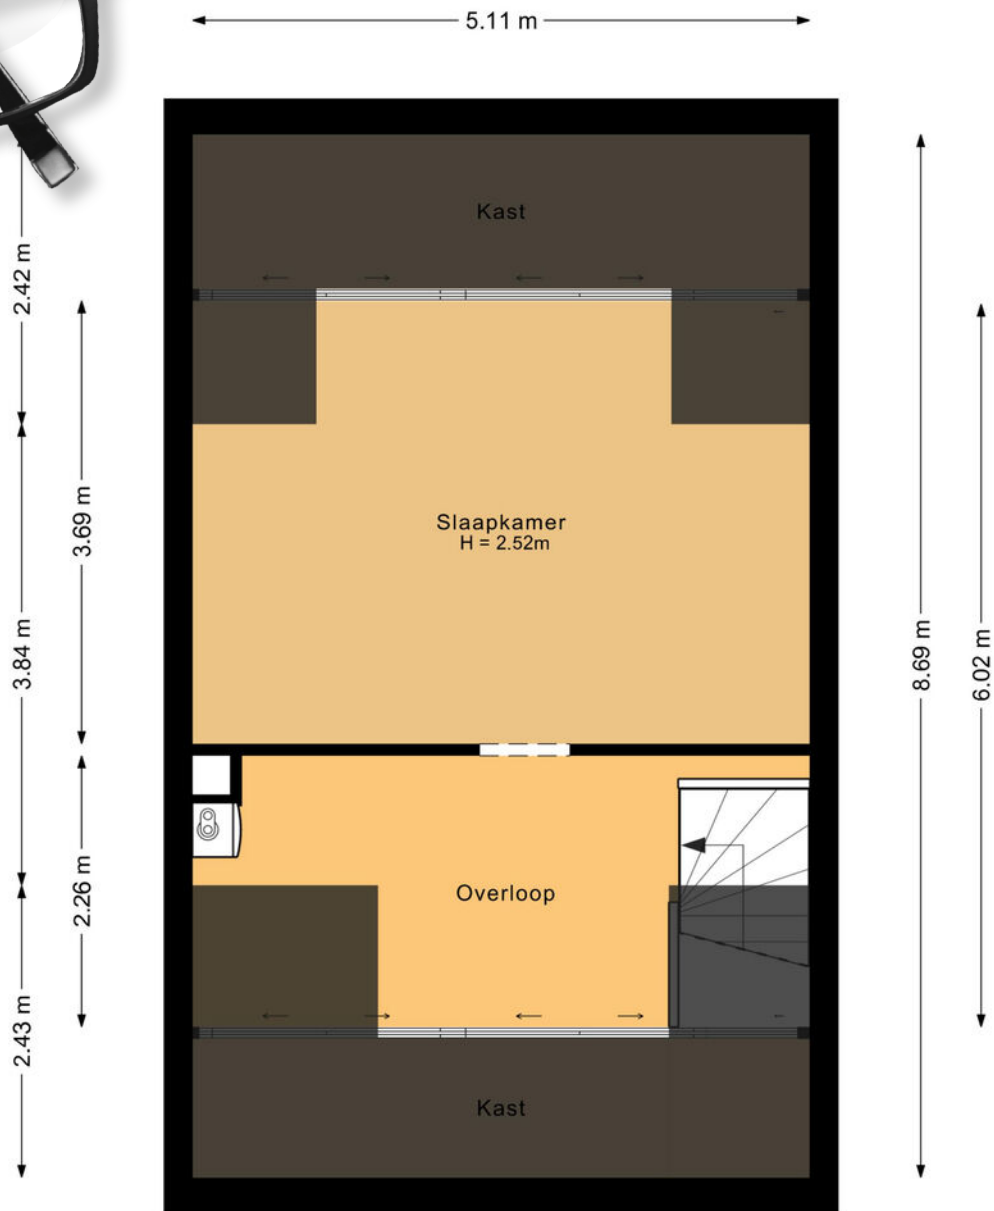 5.11 m
Kast
2.42 m
3.69 m
Slaapkamer
H = 2.52m
3.84 m
8.69 m
6.02 m
2.26 m
Overloop
2.43 m
Kast